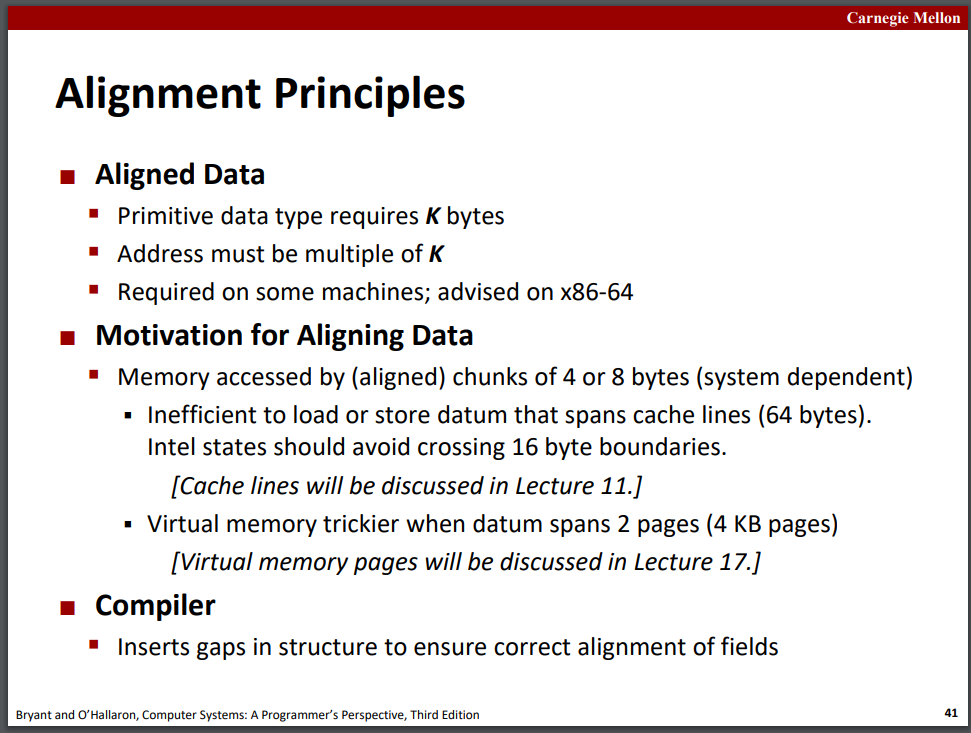 Carnegie Mellon
Alignment Principles
Aligned Data
Primitive data type requires K bytes
Address must be multiple of K
Required on some machines; advised on x86-64
Motivation for Aligning Data
Memory accessed by (aligned) chunks of 4 or 8 bytes (system dependent)
Inefficient to load or store datum that spans cache lines (64 bytes).
Intel states should avoid crossing 16 byte boundaries.
[Cache lines will be discussed in Lecture 11.]
Virtual memory trickier when datum spans 2 pages (4 KB pages)
[Virtual memory pages will be discussed in Lecture 17.]
Compiler
Inserts gaps in structure to ensure correct alignment of fields
Bryant and O’Hallaron, Computer Systems: A Programmer’s Perspective, Third Edition
41